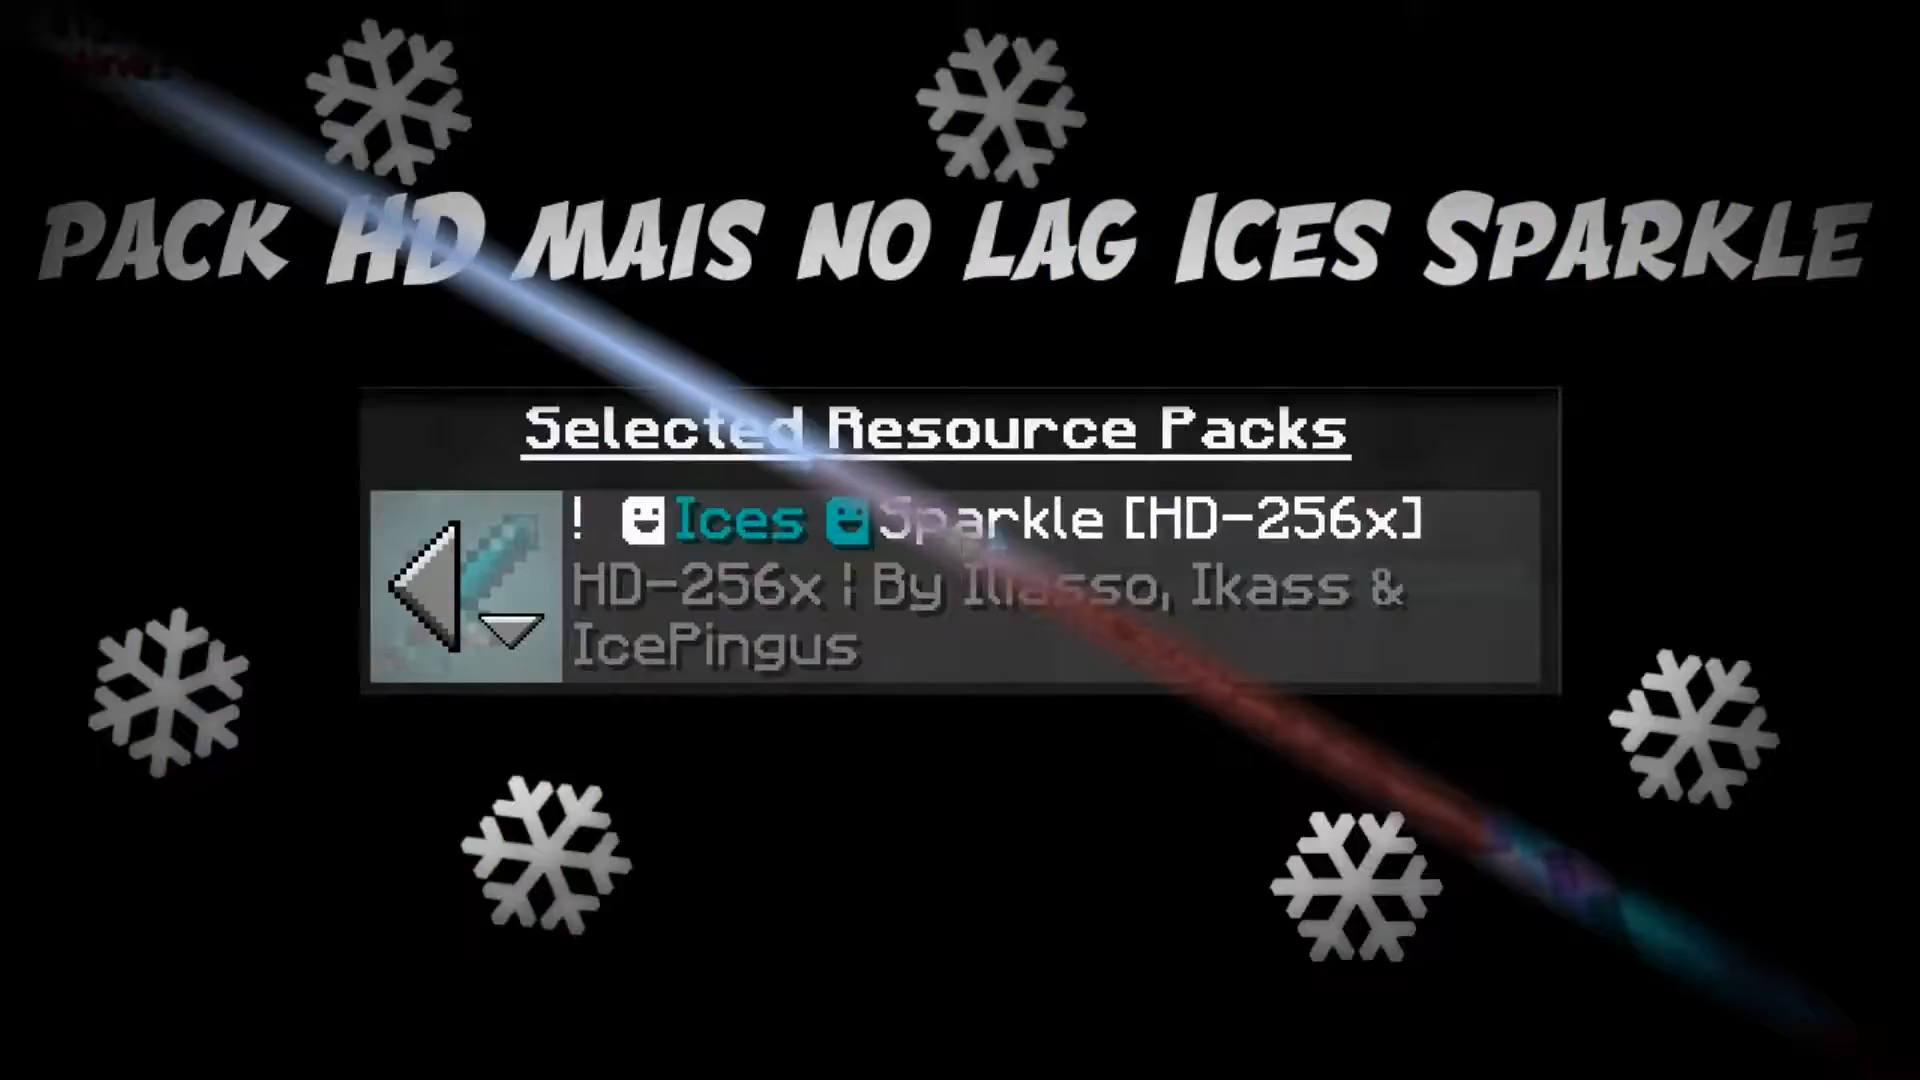 PACK HD MAIS NO LAG ICES SPARKLE
Selected Resource Packs
! Ices Sparkle [HD-256x]
HD-256x | By Iliasso, Ikass &
IcePingus